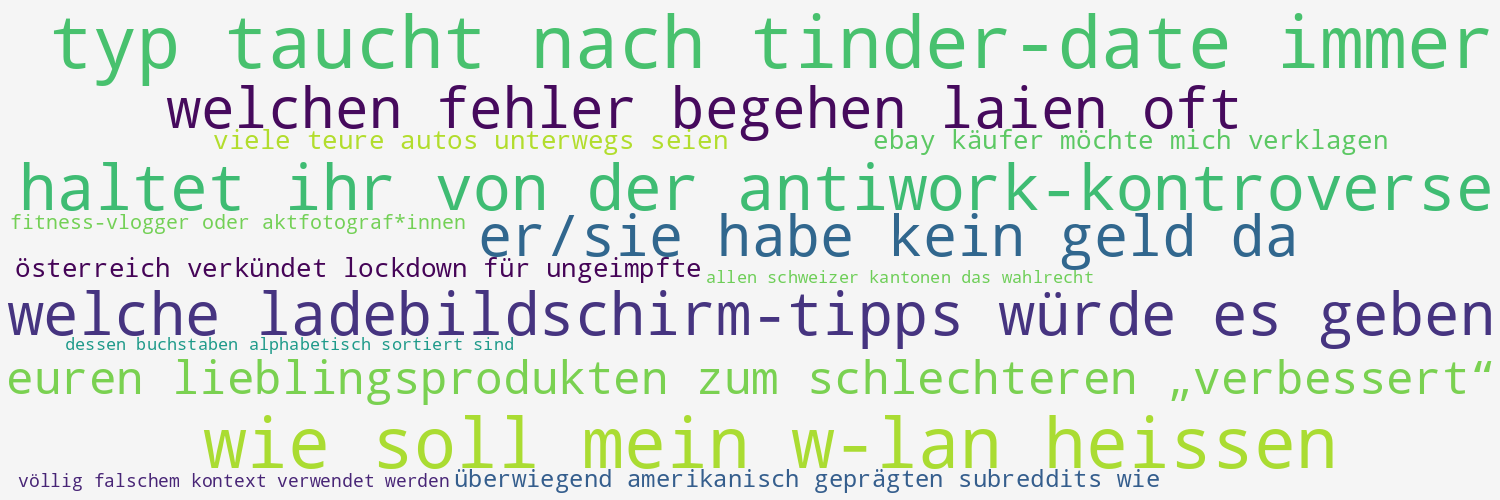 typ taucht nach tinder-date immer
welchen fehler begehen laien oft
viele teure autos unterwegs seien
ebay käufer möchte mich verklagen
haltet ihr von der antiwork-kontroverse
fitness-vlogger oder aktfotograf*innen
er/sie habe kein geld da
österreich verkündet lockdown für ungeimpfte
allen schweizer kantonen das wahlrecht
welche ladebildschirm-tipps würde es geben
dessen buchstaben alphabetisch sortiert sind
euren lieblingsprodukten zum schlechteren „verbessert“
wie soll mein w-lan heissen
völlig falschem kontext verwendet werden
überwiegend amerikanisch geprägten subreddits wie